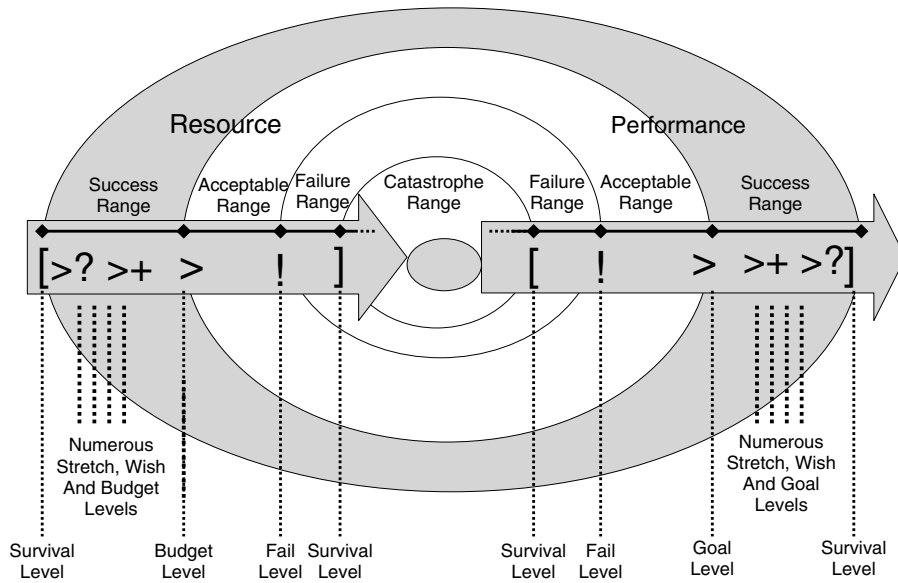 Resource
Performance
Success
Range
Acceptable
Range
Failure
Range
Catastrophe
Range
Failure
Range
Acceptable
Range
Success
Range
[>? >+ > ! ]
[ ! > >+ >?]
Numerous
Stretch, Wish
And Budget
Levels
Numerous
Stretch, Wish
And Goal
Levels
Survival
Level
Budget
Level
Fail
Level
Survival
Level
Survival
Level
Fail
Level
Goal
Level
Survival
Level